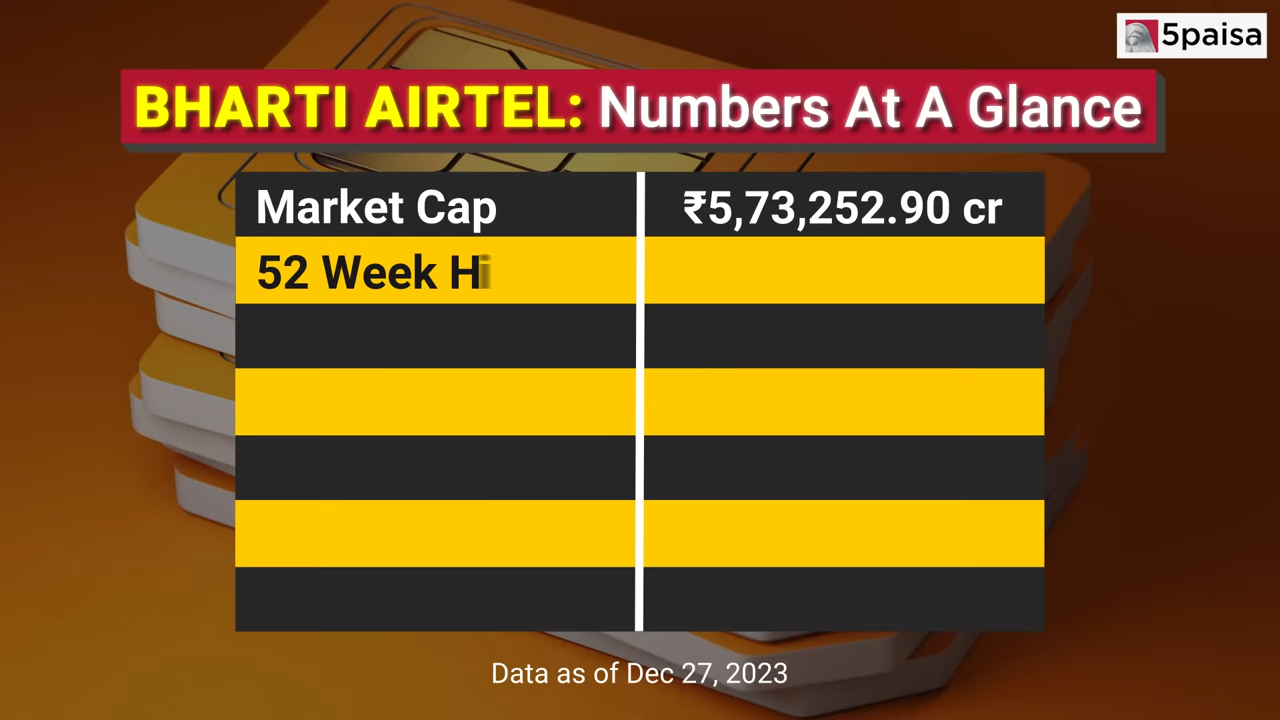 5paisa
BHARTI AIRTEL: Numbers At A Glance
Market Cap ₹5,73,252.90 cr
52 Week Hi
Data as of Dec 27, 2023